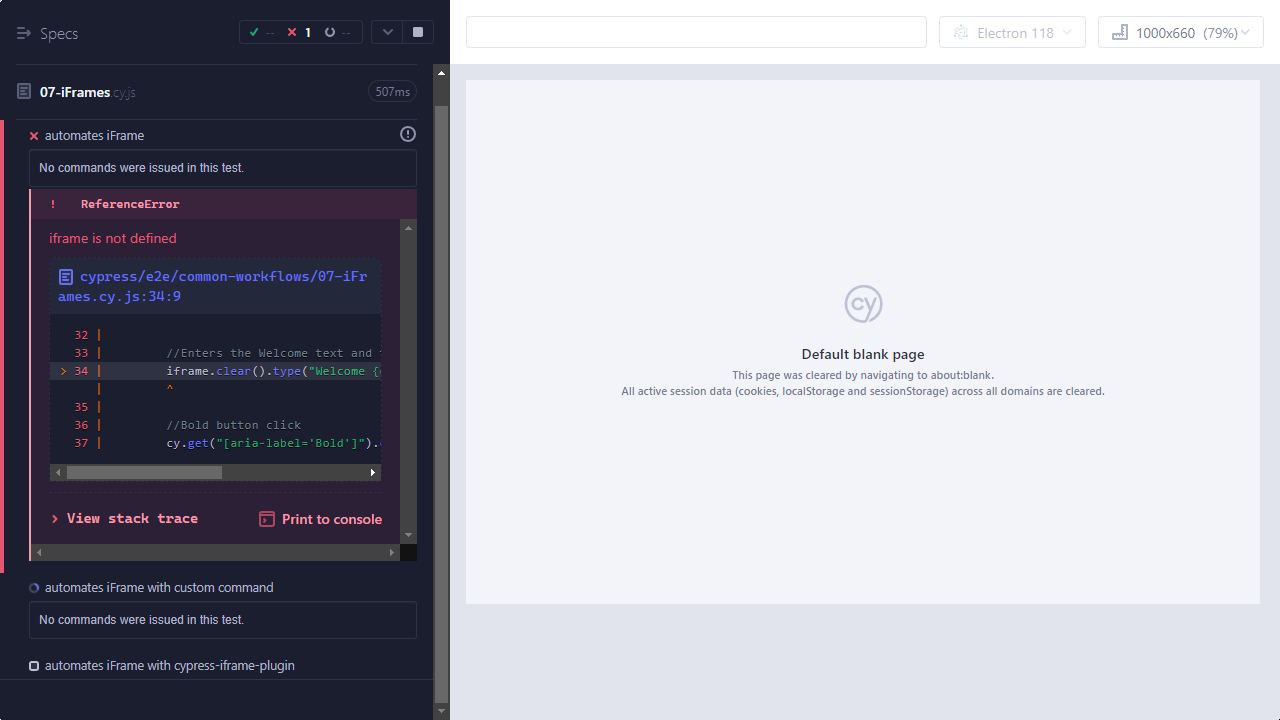 Specs
--
1
--
Electron 118
1000x660 (79%)
07-iFrames.cy.js
507ms
automates iFrame
No commands were issued in this test.
! ReferenceError
iframe is not defined
cypress/e2e/common-workflows/07-iFr
ames.cy.js:34:9
32 |
33 | //Enters the Welcome text and
> 34 | iframe.clear().type("Welcome {
| ^
35 |
36 | //Bold button click
37 | cy.get("[aria-label='Bold']").
> View stack trace
Print to console
automates iFrame with custom command
No commands were issued in this test.
automates iFrame with cypress-iframe-plugin
cy
Default blank page
This page was cleared by navigating to about:blank.
All active session data (cookies, localStorage and sessionStorage) across all domains are cleared.